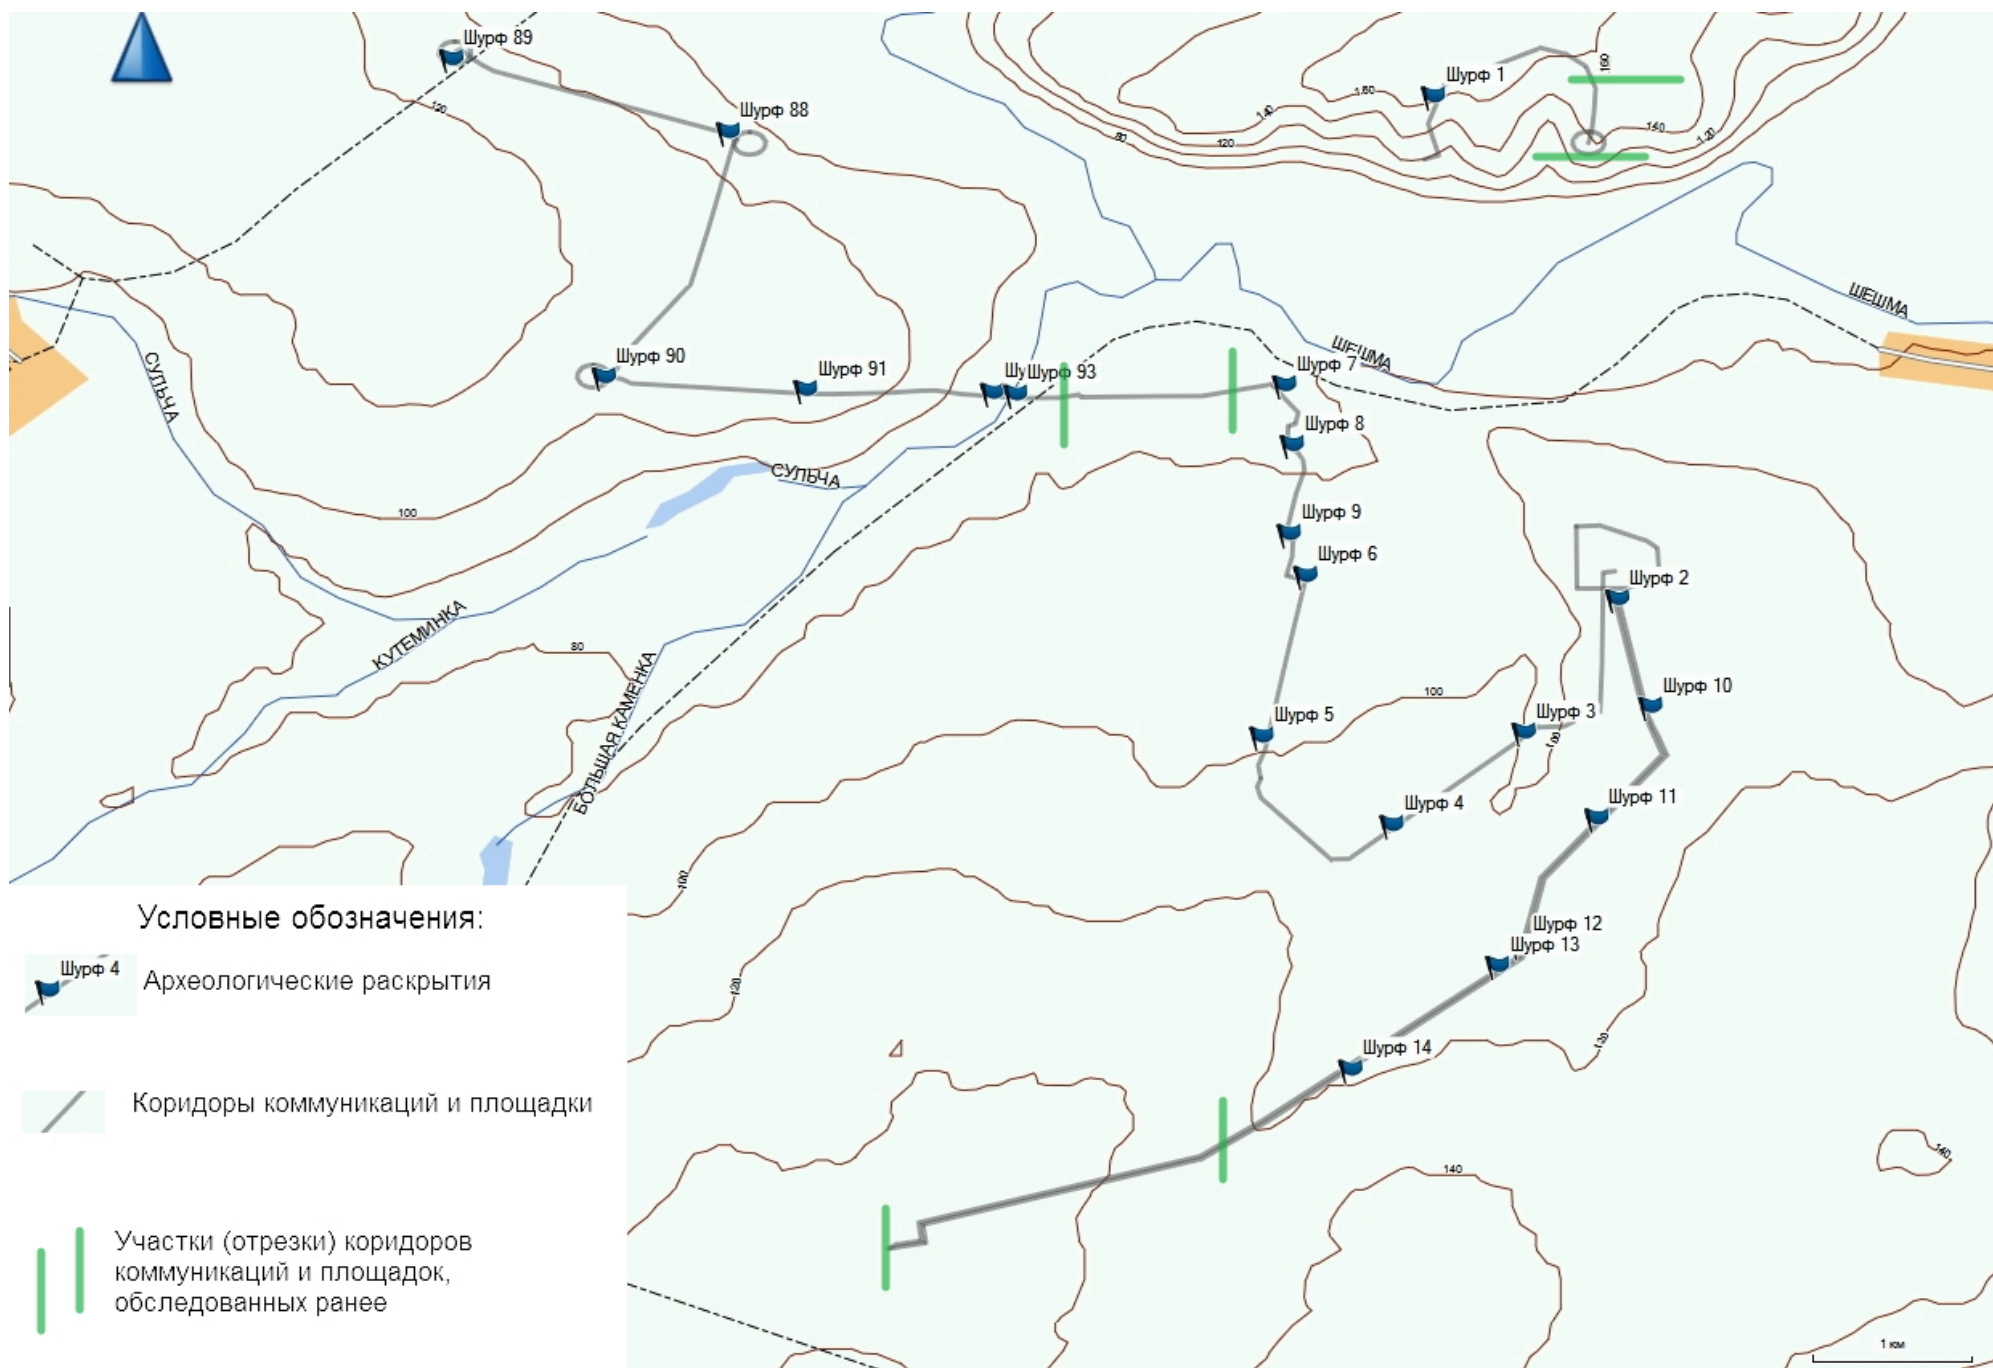 Шурф 89
Шурф 88
Шурф 1
160
160
140
140
120
120
80
120
ШЕШМА
ШЕШМА
СУЛЬЧА
Шурф 90
Шурф 91
Шурф 93
Шурф 7
Шурф 8
СУЛЬЧА
100
Шурф 9
Шурф 6
Шурф 2
КУТЕМИНКА
80
БОЛЬШАЯ КАМЕНКА
100
Шурф 10
Шурф 5
Шурф 3
100
Шурф 4
Шурф 11
100
Шурф 12
Шурф 13
120
120
Шурф 14
140
140
Условные обозначения:
Шурф 4
Археологические раскрытия
Коридоры коммуникаций и площадки
Участки (отрезки) коридоров
коммуникаций и площадок,
обследованных ранее
1 км